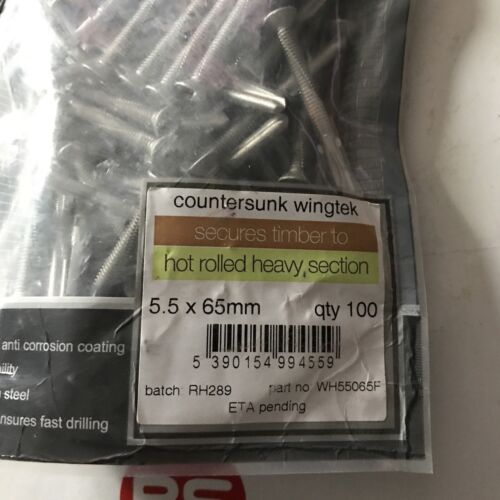 countersunk wingtek
secures timber to
hot rolled heavy section
5.5 x 65mm qty 100
5 390154 994559
batch RH289 part no WH55065F
ETA pending
anti corrosion coating
steel
ensures fast drilling